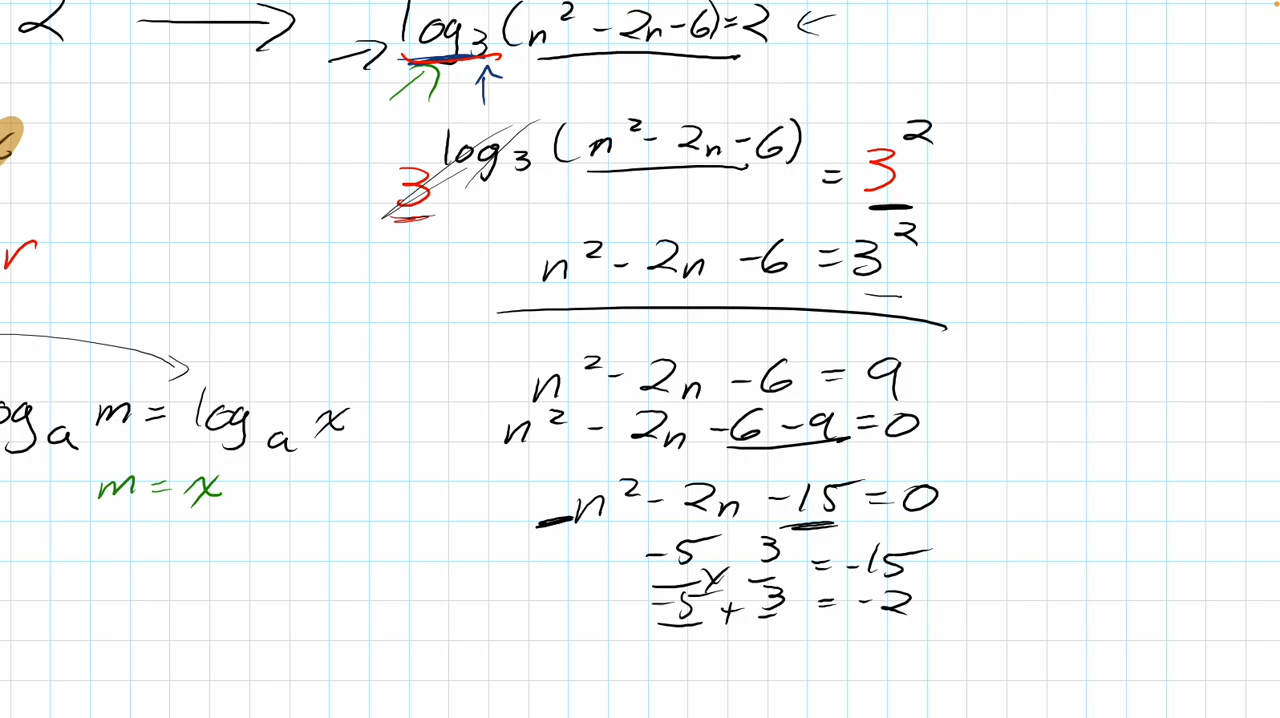 2 ⟶ log₃(n² - 2n - 6) = 2 ←
3^(log₃(n² - 2n - 6)) = 3²
r
n² - 2n - 6 = 3²
n² - 2n - 6 = 9
logₐ m = logₐ x
n² - 2n - 6 - 9 = 0
m = x
n² - 2n - 15 = 0
-5 × 3 = -15
-5 + 3 = -2